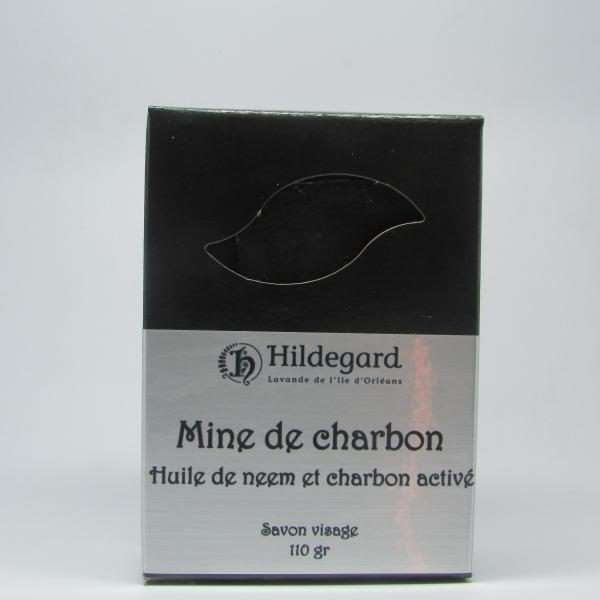 Hildegard
Lavande de l'île d'Orléans
Mine de charbon
Huile de neem et charbon activé
Savon visage
110 gr